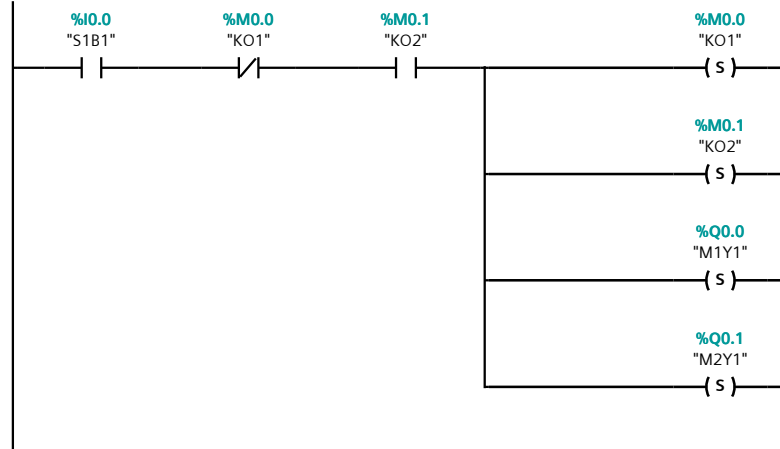 %I0.0 %M0.0 %M0.1 %M0.0
"S1B1" "KO1" "KO2" "KO1"
S
%M0.1
"KO2"
S
%Q0.0
"M1Y1"
S
%Q0.1
"M2Y1"
S